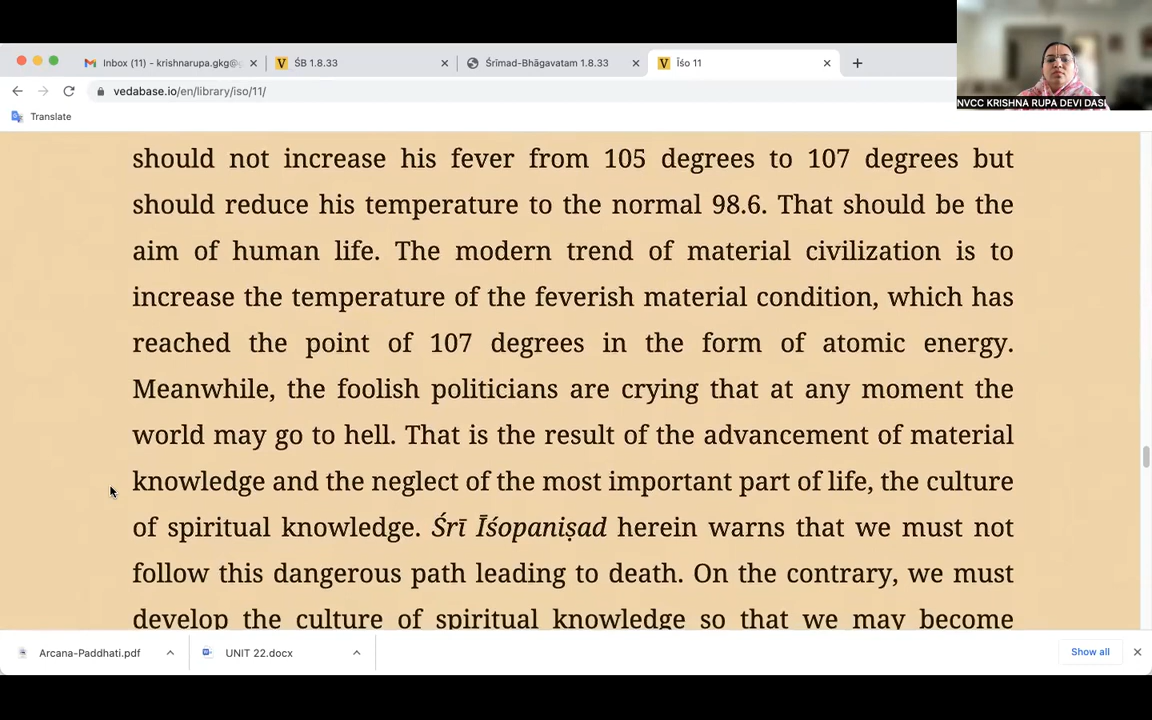 Inbox (11) - krishnarupa.gkg@
ŚB 1.8.33
Śrīmad-Bhāgavatam 1.8.33
Īśo 11
vedabase.io/en/library/iso/11/
Translate
NVCC KRISHNA RUPA DEVI DASI
should not increase his fever from 105 degrees to 107 degrees but
should reduce his temperature to the normal 98.6. That should be the
aim of human life. The modern trend of material civilization is to
increase the temperature of the feverish material condition, which has
reached the point of 107 degrees in the form of atomic energy.
Meanwhile, the foolish politicians are crying that at any moment the
world may go to hell. That is the result of the advancement of material
knowledge and the neglect of the most important part of life, the culture
of spiritual knowledge. Śrī Īśopaniṣad herein warns that we must not
follow this dangerous path leading to death. On the contrary, we must
develop the culture of spiritual knowledge so that we may become
Arcana-Paddhati.pdf
UNIT 22.docx
Show all